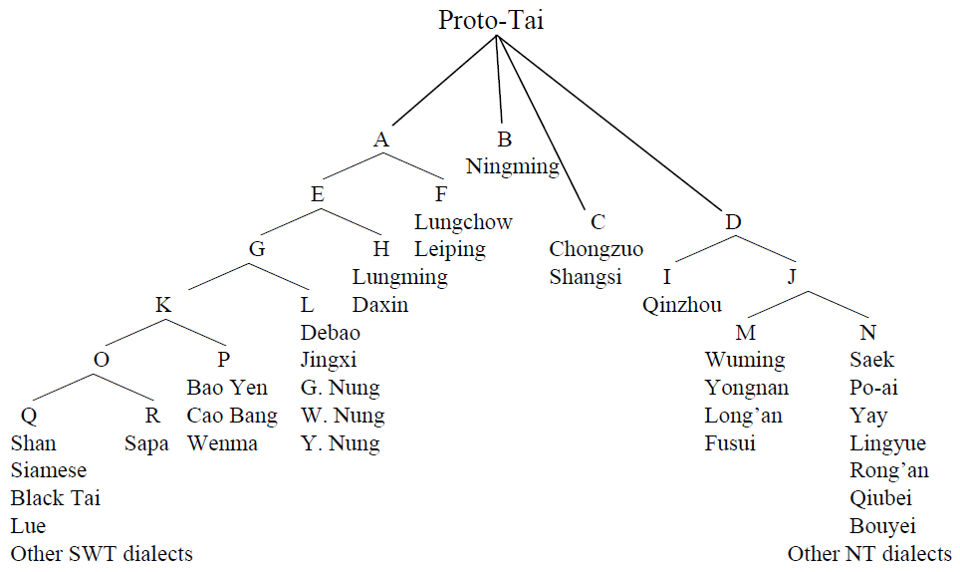 Proto-Tai
A B
Ningming
E F
Lungchow C D
G H Leiping Chongzuo
Lungming Shangsi I J
K L Daxin Qinzhou
Debao M N
O P Jingxi Wuming Saek
Bao Yen G. Nung Yongnan Po-ai
Q R Cao Bang W. Nung Long'an Yay
Shan Sapa Wenma Y. Nung Fusui Lingyue
Siamese Rong'an
Black Tai Qiubei
Lue Bouyei
Other SWT dialects Other NT dialects